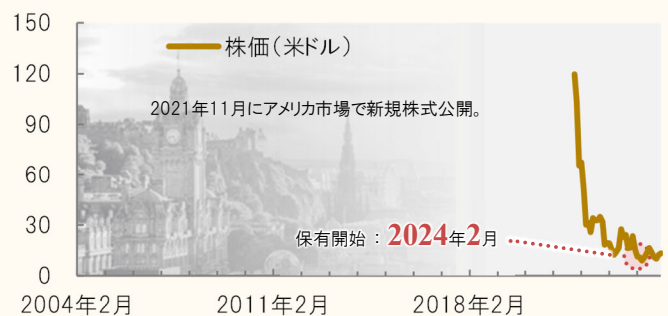 150
株価(米ドル)
120
2021年11月にアメリカ市場で新規株式公開。
90
60
30
保有開始 : 2024年2月
0
2004年2月
2011年2月
2018年2月